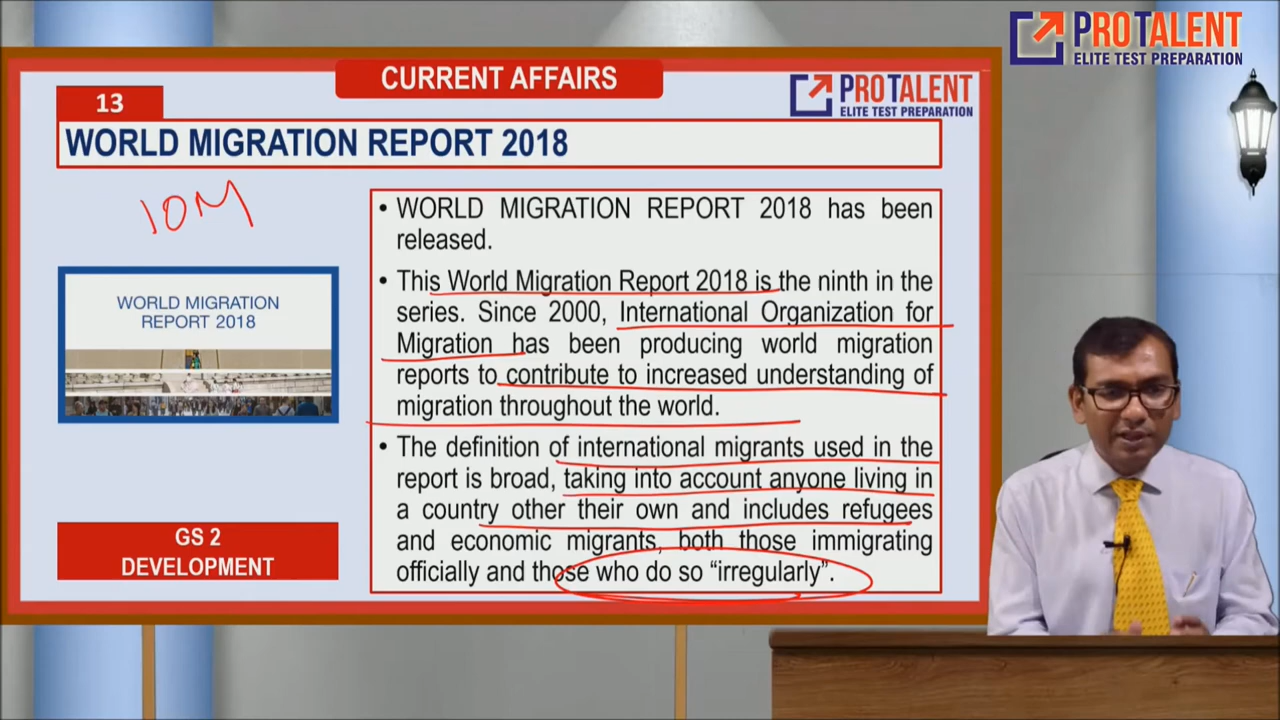 PROTALENT
ELITE TEST PREPARATION
CURRENT AFFAIRS
PROTALENT
ELITE TEST PREPARATION
13
WORLD MIGRATION REPORT 2018
IOM
• WORLD MIGRATION REPORT 2018 has been
released.
• This World Migration Report 2018 is the ninth in the
series. Since 2000, International Organization for
Migration has been producing world migration
reports to contribute to increased understanding of
migration throughout the world.
• The definition of international migrants used in the
report is broad, taking into account anyone living in
a country other their own and includes refugees
and economic migrants, both those immigrating
officially and those who do so “irregularly”.
WORLD MIGRATION
REPORT 2018
GS 2
DEVELOPMENT